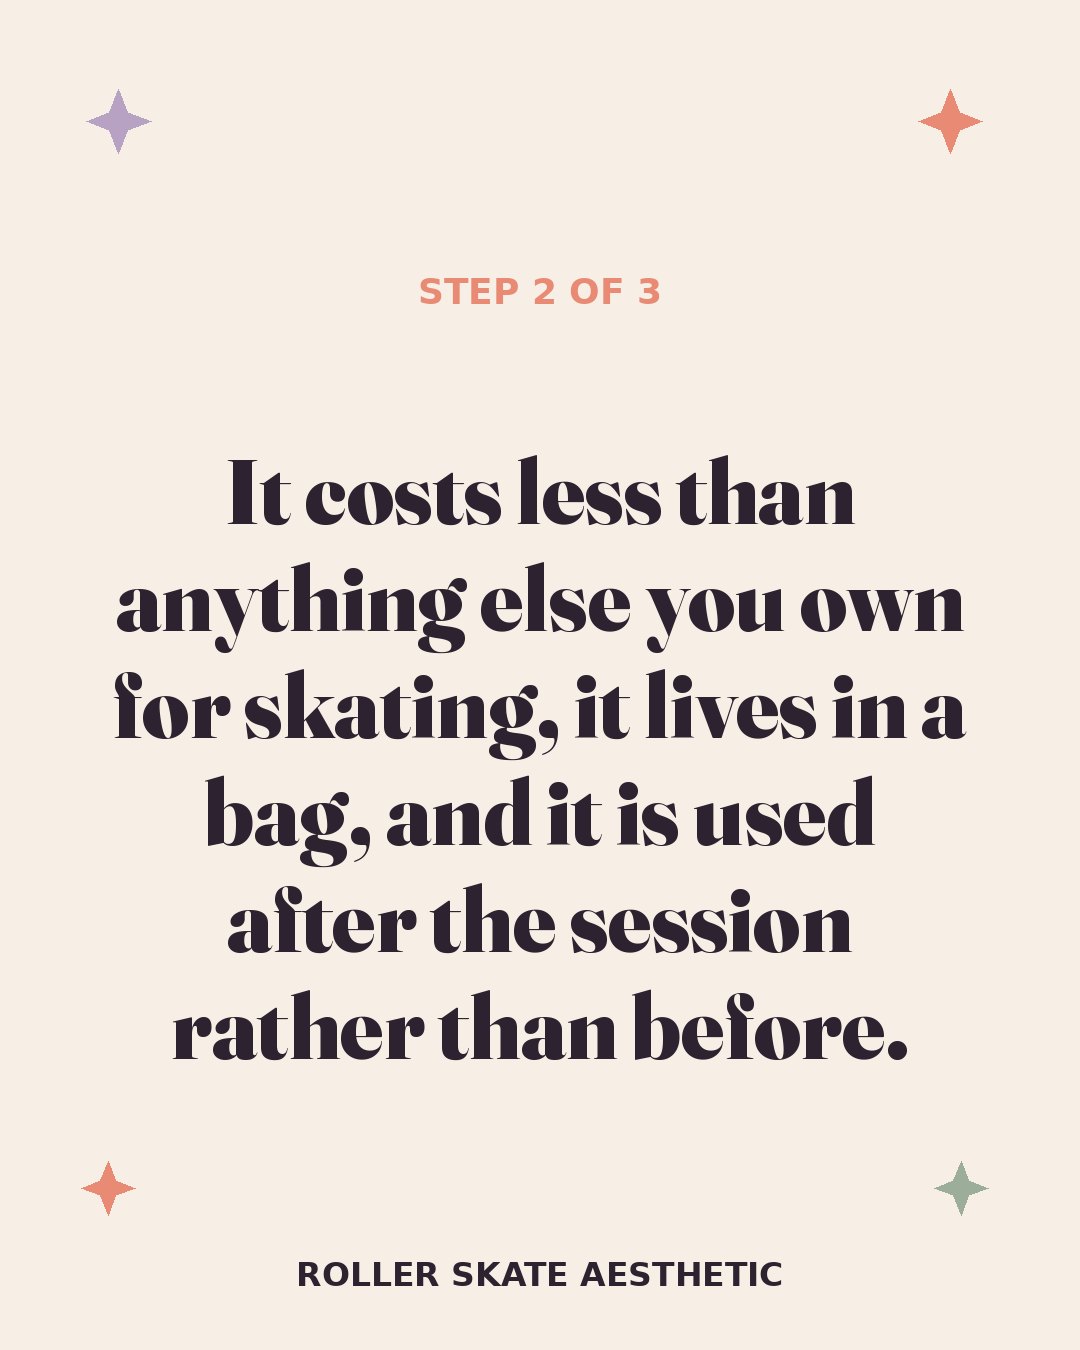 STEP 2 OF 3
It costs less than
anything else you own
for skating, it lives in a
bag, and it is used
after the session
rather than before.
ROLLER SKATE AESTHETIC